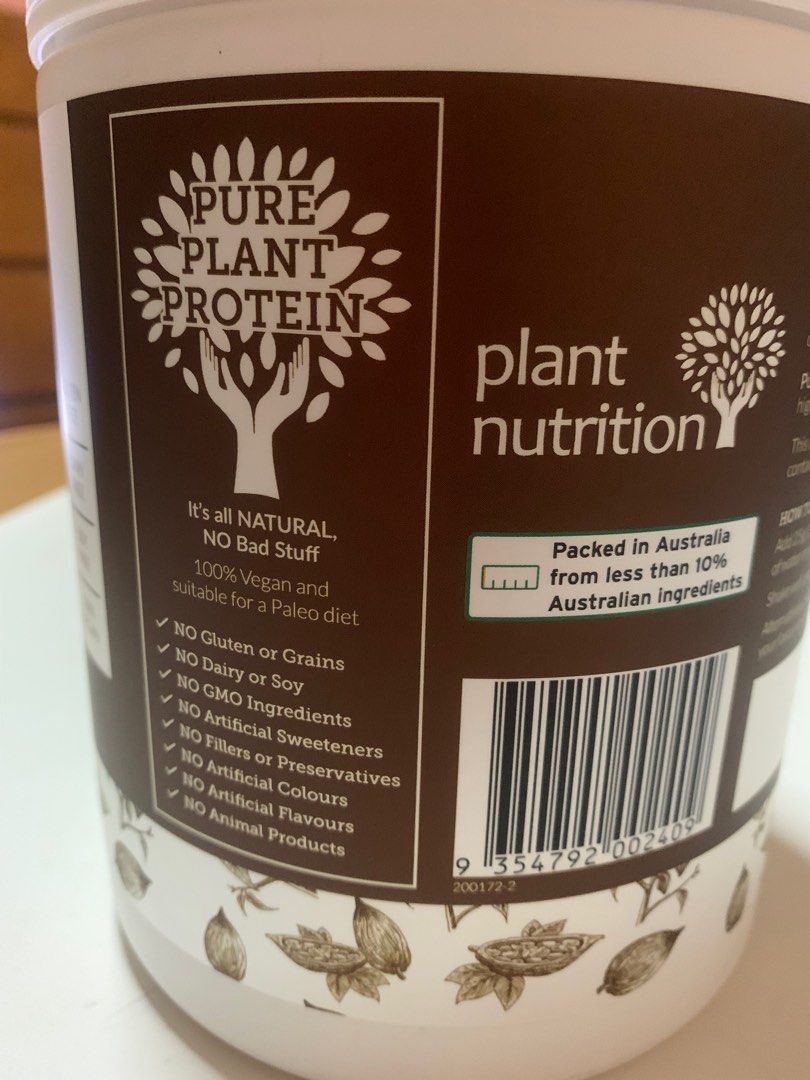 PURE
PLANT
PROTEIN
It's all NATURAL,
NO Bad Stuff
100% Vegan and
suitable for a Paleo diet
✓ NO Gluten or Grains
✓ NO Dairy or Soy
✓ NO GMO Ingredients
✓ NO Artificial Sweeteners
✓ NO Fillers or Preservatives
✓ NO Artificial Colours
✓ NO Artificial Flavours
✓ NO Animal Products
plant
nutrition
Packed in Australia
from less than 10%
Australian ingredients
9 354792 002409
200172-2